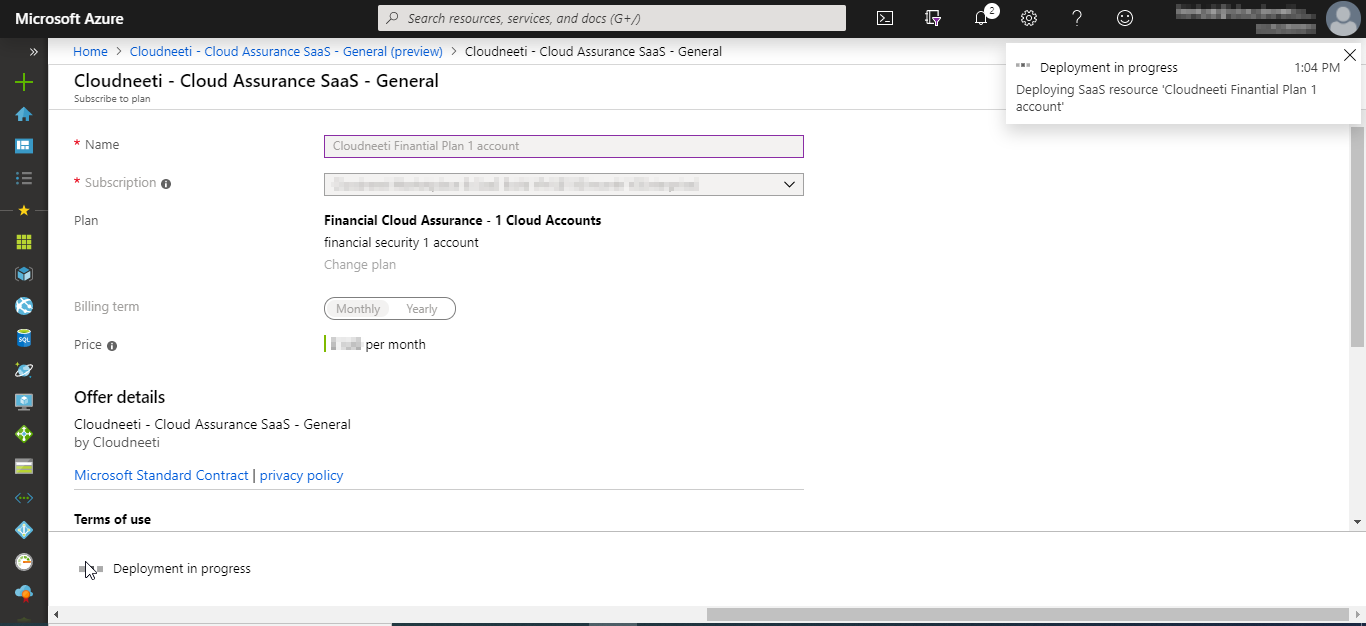 Microsoft Azure
Search resources, services, and docs (G+/)
2
Home > Cloudneeti - Cloud Assurance SaaS - General (preview) > Cloudneeti - Cloud Assurance SaaS - General
Cloudneeti - Cloud Assurance SaaS - General
Subscribe to plan
Deployment in progress 1:04 PM
Deploying SaaS resource 'Cloudneeti Finantial Plan 1
account'
* Name
Cloudneeti Finantial Plan 1 account
* Subscription
Plan
Financial Cloud Assurance - 1 Cloud Accounts
financial security 1 account
Change plan
Billing term
Monthly Yearly
Price
per month
Offer details
Cloudneeti - Cloud Assurance SaaS - General
by Cloudneeti
Microsoft Standard Contract | privacy policy
Terms of use
Deployment in progress
SQL